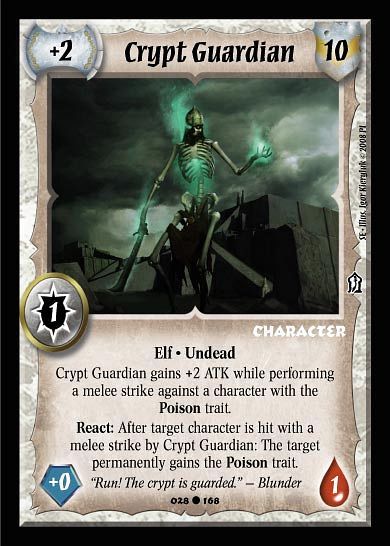 +2 Crypt Guardian 10
SE • Illus. Igor Kieryluk © 2008 PI
1
CHARACTER
Elf • Undead
Crypt Guardian gains +2 ATK while performing
a melee strike against a character with the
Poison trait.
React: After target character is hit with a
melee strike by Crypt Guardian: The target
permanently gains the Poison trait.
+0
"Run! The crypt is guarded." – Blunder
1
028 ● 168